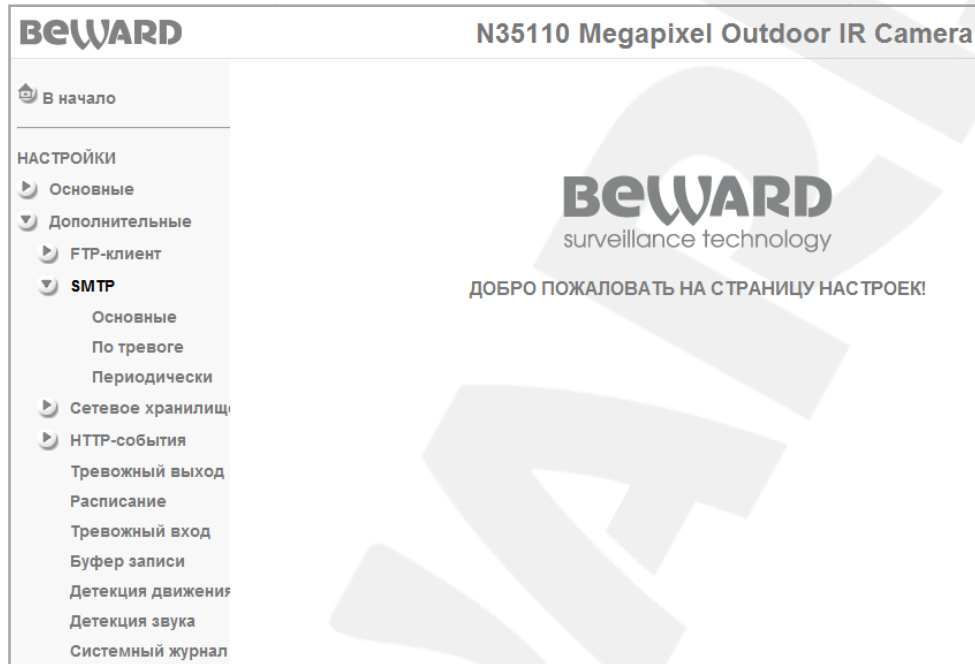 BEWARD
N35110 Megapixel Outdoor IR Camera
В начало
НАСТРОЙКИ
Основные
Дополнительные
FTP-клиент
SMTP
Основные
По тревоге
Периодически
Сетевое хранилищ
HTTP-события
Тревожный выход
Расписание
Тревожный вход
Буфер записи
Детекция движения
Детекция звука
Системный журнал
BEWARD
surveillance technology
ДОБРО ПОЖАЛОВАТЬ НА СТРАНИЦУ НАСТРОЕК!